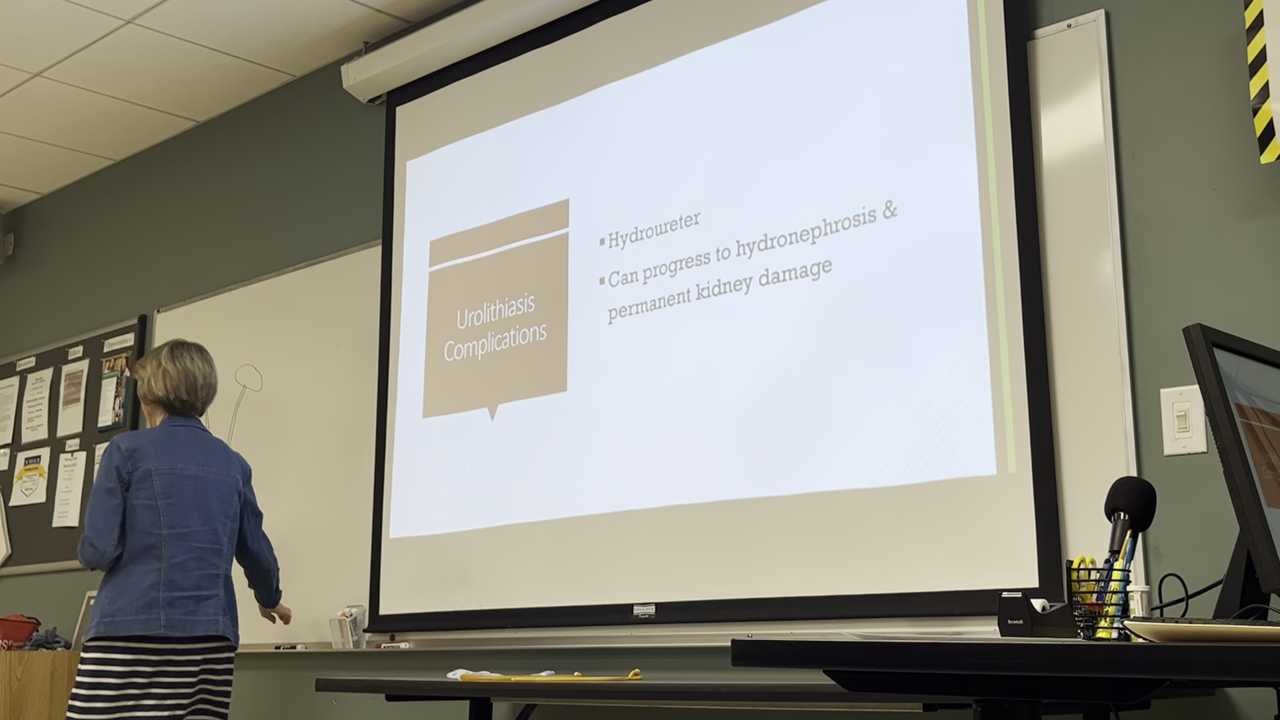 Urolithiasis
Complications
▪ Hydroureter
▪ Can progress to hydronephrosis &
permanent kidney damage